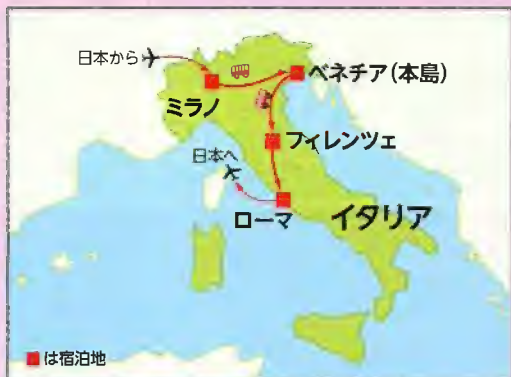 日本から
ベネチア(本島)
ミラノ
フィレンツェ
日本へ
ローマ
イタリア
■は宿泊地